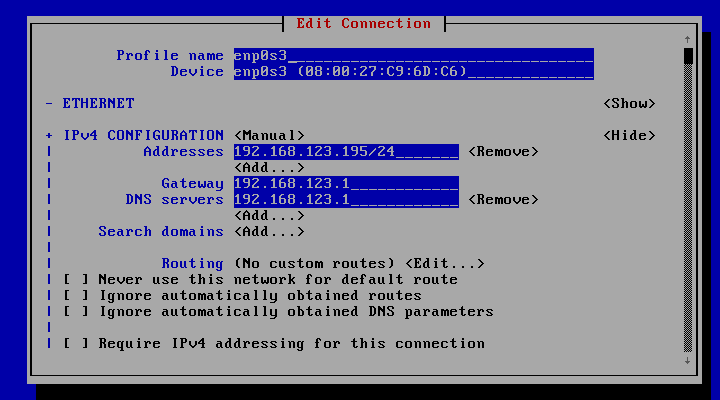 Edit Connection
Profile name enp0s3_________________________________
Device enp0s3 (08:00:27:C9:6D:C6)______________
- ETHERNET <Show>
+ IPv4 CONFIGURATION <Manual> <Hide>
Addresses 192.168.123.195/24_______ <Remove>
<Add...>
Gateway 192.168.123.1____________
DNS servers 192.168.123.1____________ <Remove>
<Add...>
Search domains <Add...>
Routing (No custom routes) <Edit...>
[ ] Never use this network for default route
[ ] Ignore automatically obtained routes
[ ] Ignore automatically obtained DNS parameters
[ ] Require IPv4 addressing for this connection